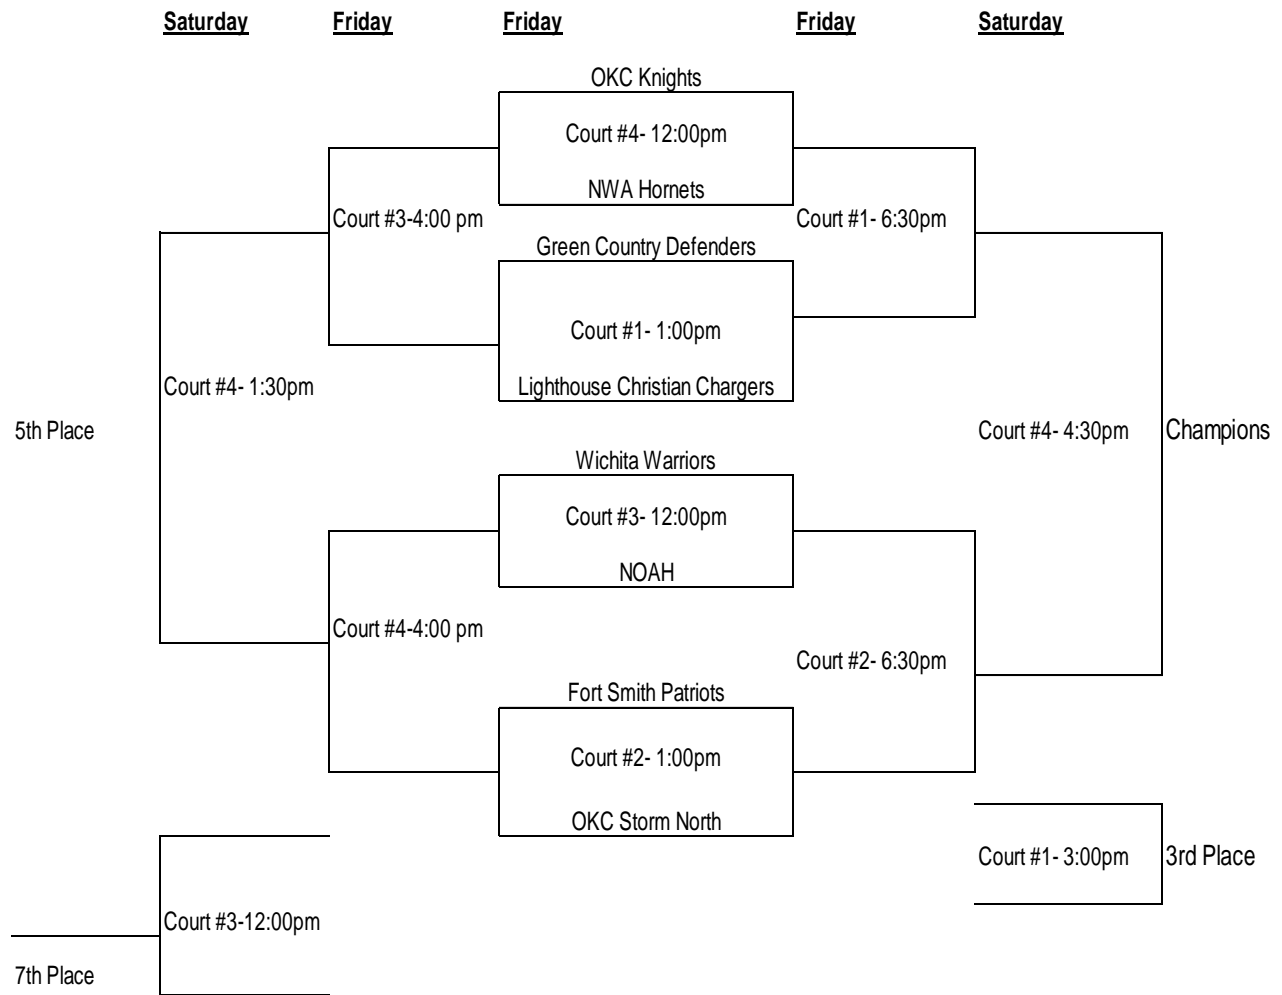 Saturday Friday Friday Friday Saturday
OKC Knights
Court #4- 12:00pm
NWA Hornets
Court #3-4:00 pm
Court #1- 6:30pm
Green Country Defenders
Court #1- 1:00pm
Court #4- 1:30pm
Lighthouse Christian Chargers
5th Place
Court #4- 4:30pm
Champions
Wichita Warriors
Court #3- 12:00pm
NOAH
Court #4-4:00 pm
Court #2- 6:30pm
Fort Smith Patriots
Court #2- 1:00pm
OKC Storm North
Court #1- 3:00pm
3rd Place
Court #3-12:00pm
7th Place